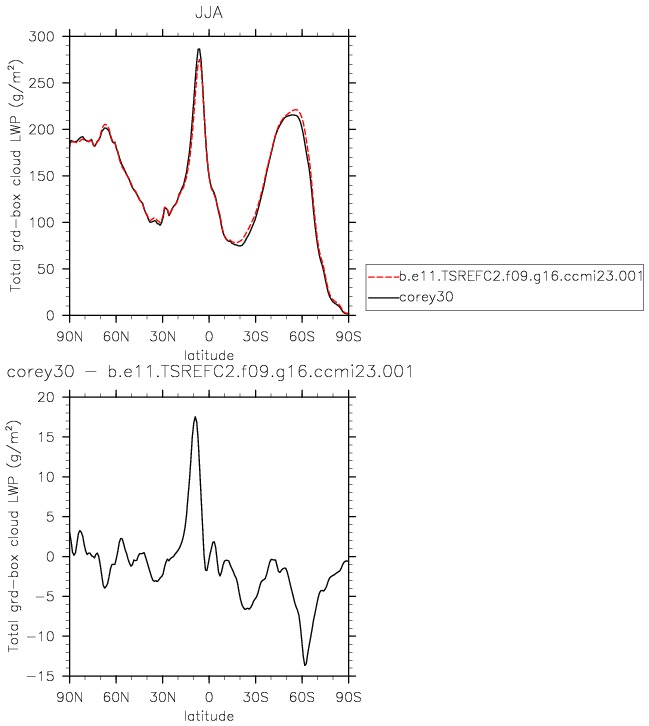 JJA
Total grd-box cloud LWP (g/m²)
300
250
200
150
100
50
0
90N 60N 30N 0 30S 60S 90S
latitude
b.e11.TSREFC2.f09.g16.ccmi23.001
corey30
corey30 - b.e11.TSREFC2.f09.g16.ccmi23.001
Total grd-box cloud LWP (g/m²)
20
15
10
5
0
-5
-10
-15
90N 60N 30N 0 30S 60S 90S
latitude